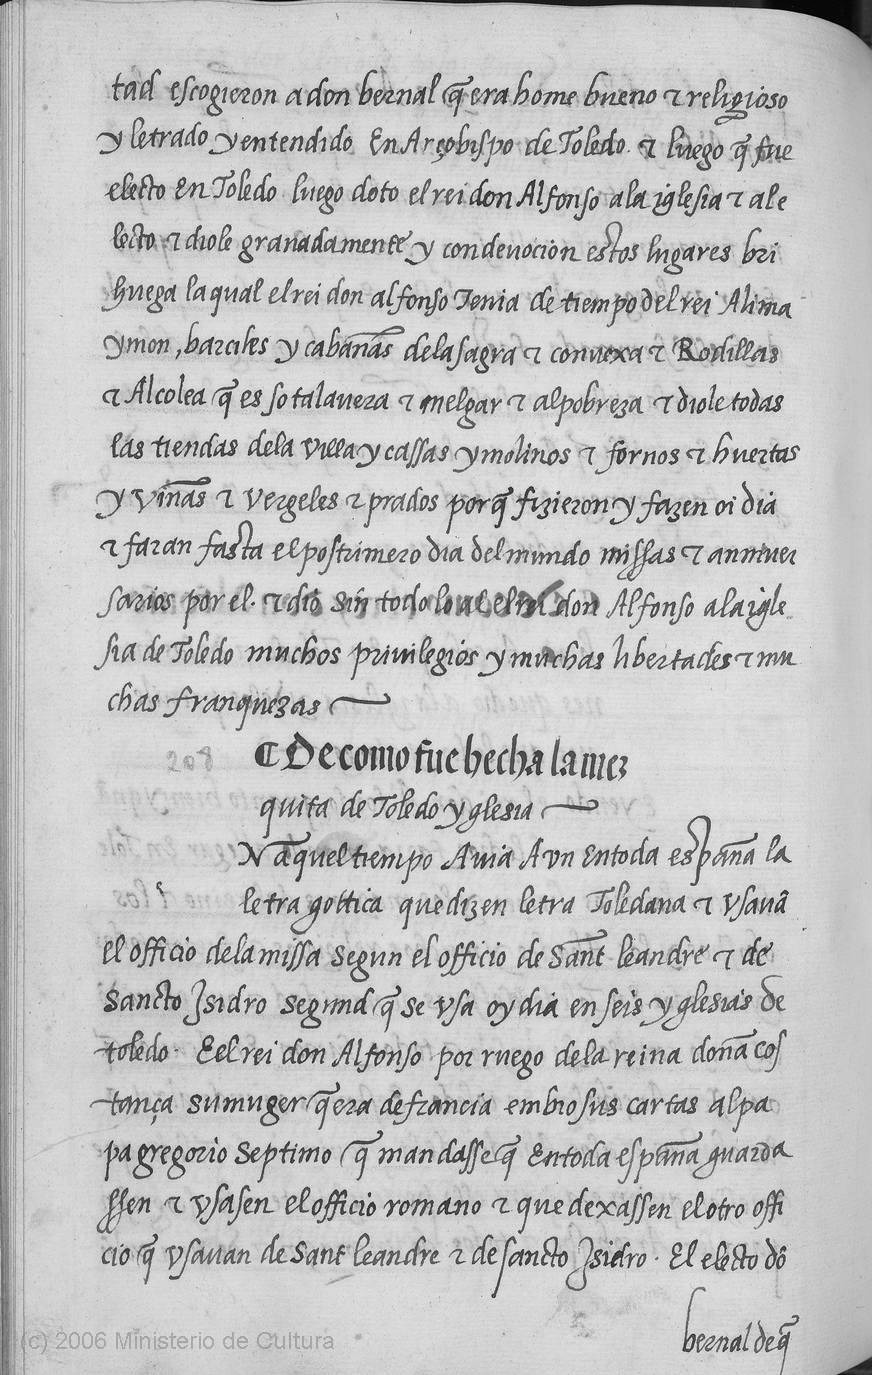 tad escogieron a don bernal q̃ era home bueno τ religioso
y letrado y entendido En Arçobispo de Toledo. τ luego q̃ fue
electo En Toledo luego doto el rei don Alfonso a la iglesia τ al e
lecto τ diole granadamente y con devocion estos lugares bri
huega la qual el rei don alfonso Tenia de tiempo del rei Alima
ymon, barciles y cabañas de la sagra τ conuexa τ Rodillas
τ Alcolea q̃ es so talauera τ melgar τ alpobreza τ diole todas
las tiendas de la villa y cassas y molinos τ fornos τ huertas
y viñas τ vergeles τ prados porq̃ fizieron y fazen oi dia
τ faran fasta el postrimero dia del mundo missas τ anniuer
sarios por el. τ dio sin todo lo al el rei don Alfonso a la igle
sia de Toledo muchos priuilegios y muchas libertades τ mu
chas franquezas
208
¶ De como fue hecha la mez
quita de Toledo yglesia
N aquel tiempo Auia Avn En toda españa la
letra gottica que dizen letra Toledana τ vsauã
el officio de la missa segun el officio de Sant leandre τ de
sancto Isidro segund q̃ se vsa oy dia en seis yglesias de
toledo. E el rei don Alfonso por ruego de la reina doña cos
tança su muger q̃ era de francia embio sus cartas al pa
pa gregorio septimo q̃ mandasse q̃ En toda españa guarda
ssen τ vsasen el officio romano τ que dexassen el otro offi
cio q̃ vsauan de Sant leandre τ de sancto Isidro. El electo dõ
bernal de q̃
(c) 2006 Ministerio de Cultura